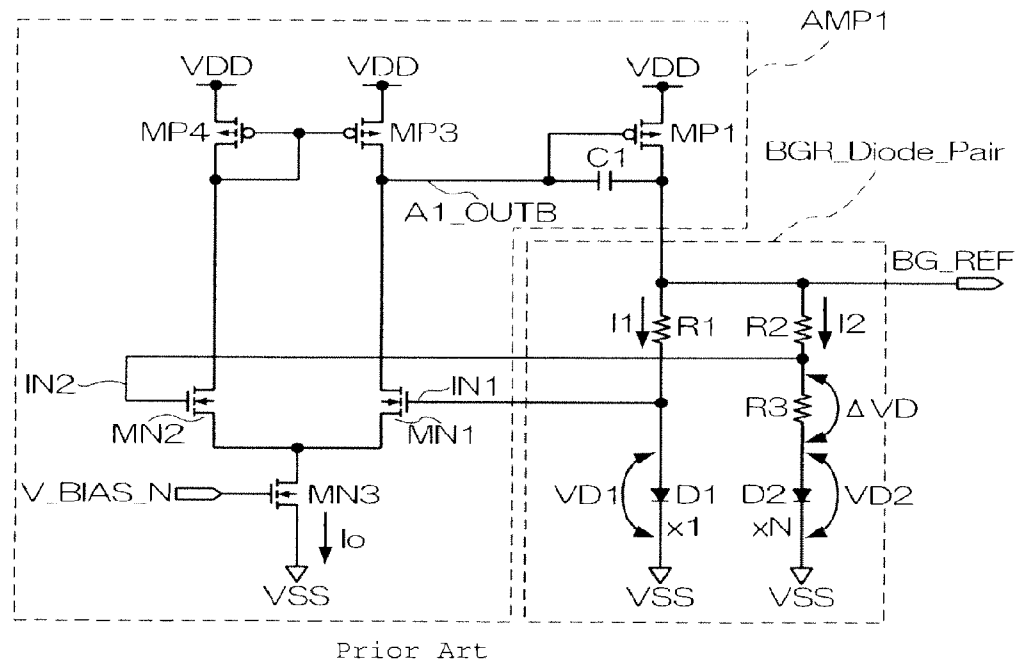 AMP1
VDD VDD VDD
MP4 MP3 MP1
BGR_Diode_Pair
C1
A1_OUTB
BG_REF
I1 R1 R2 I2
IN2 IN1
R3 ΔVD
MN2 MN1
V_BIAS_N MN3
VD1 D1 D2 VD2
x1 xN
Io
VSS VSS VSS
Prior Art